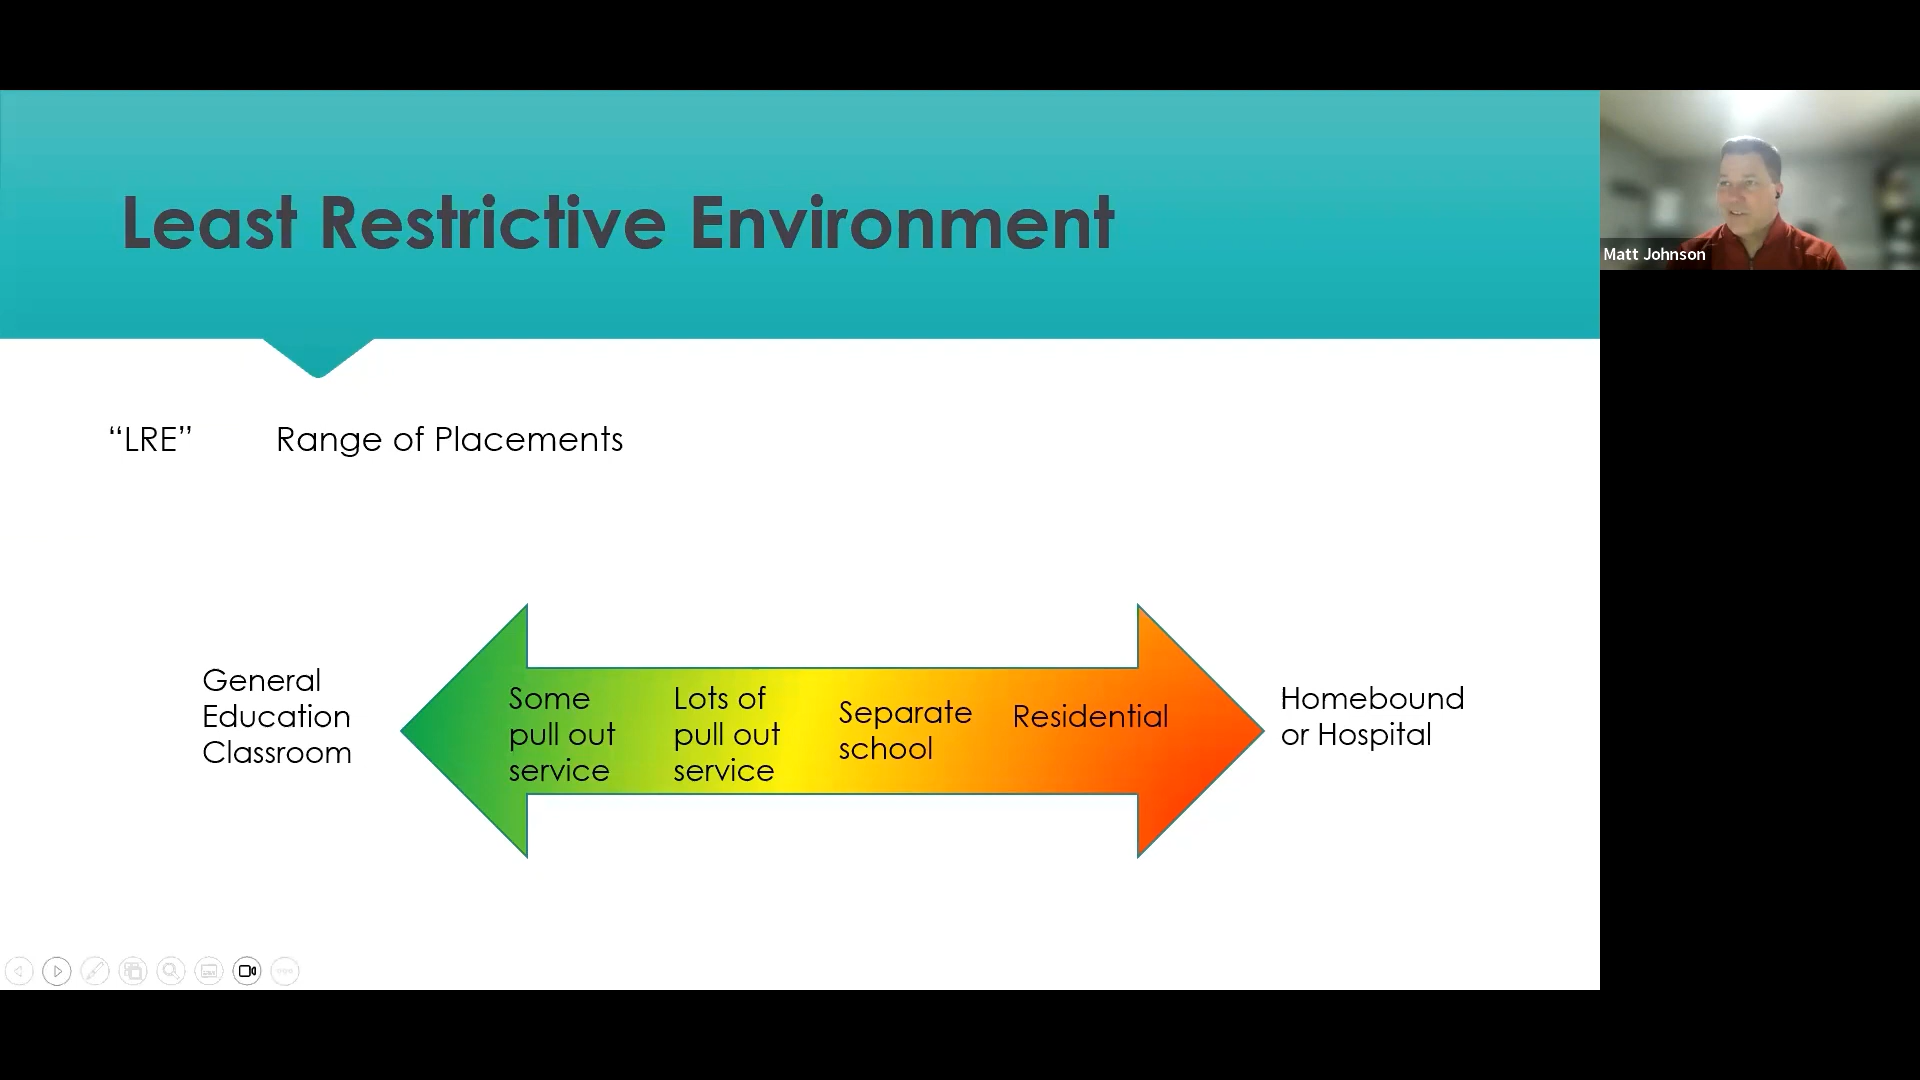 Least Restrictive Environment
Matt Johnson
“LRE” Range of Placements
General
Education
Classroom
Some
pull out
service
Lots of
pull out
service
Separate
school
Residential
Homebound
or Hospital